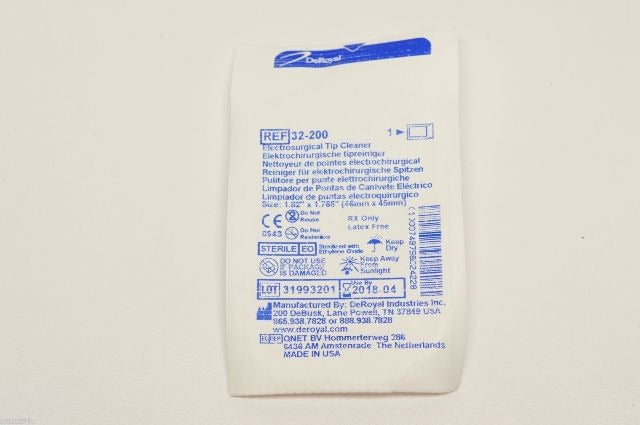 DeRoyal
REF 32-200
1
Electrosurgical Tip Cleaner
Elektrochirurgische tipreiniger
Nettoyeur de pointes électrochirurgical
Reiniger für elektrochirurgische Spitzen
Pulitore per punte elettrochirurgiche
Limpador de Pontas de Canivete Eléctrico
Limpiador de puntas electroquirurgico
Size: 1.82" x 1.765" (46mm x 45mm)
CE 0543
Do Not Reuse
Do Not Resterilize
RX Only
Latex Free
STERILE EO
Sterilized with Ethylene Oxide
Keep Dry
DO NOT USE IF PACKAGE IS DAMAGED
Keep Away From Sunlight
LOT 31993201
Use By 2018-04
Manufactured By: DeRoyal Industries Inc.
200 DeBusk, Lane Powell, TN 37849 USA
865.938.7828 or 888.938.7828
www.deroyal.com
EC REP QNET BV Hommerterweg 286
6436 AM Amstenrade The Netherlands
MADE IN USA